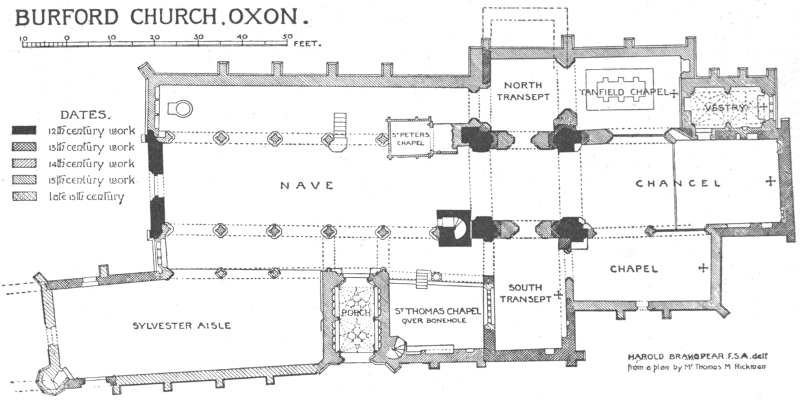 BURFORD CHURCH, OXON.
10 0 10 20 30 40 50 FEET.
DATES.
12th century work
13th century work
14th century work
15th century work
late 15th century
NORTH
TRANSEPT
TANFIELD CHAPEL
VESTRY
ST PETERS
CHAPEL
NAVE
CHANCEL
CHAPEL
SOUTH
TRANSEPT
ST THOMAS CHAPEL
OVER BONEHOLE
PORCH
SYLVESTER AISLE
HAROLD BRAKSPEAR. F.S.A. delt
from a plan by Mr Thomas M Rickman